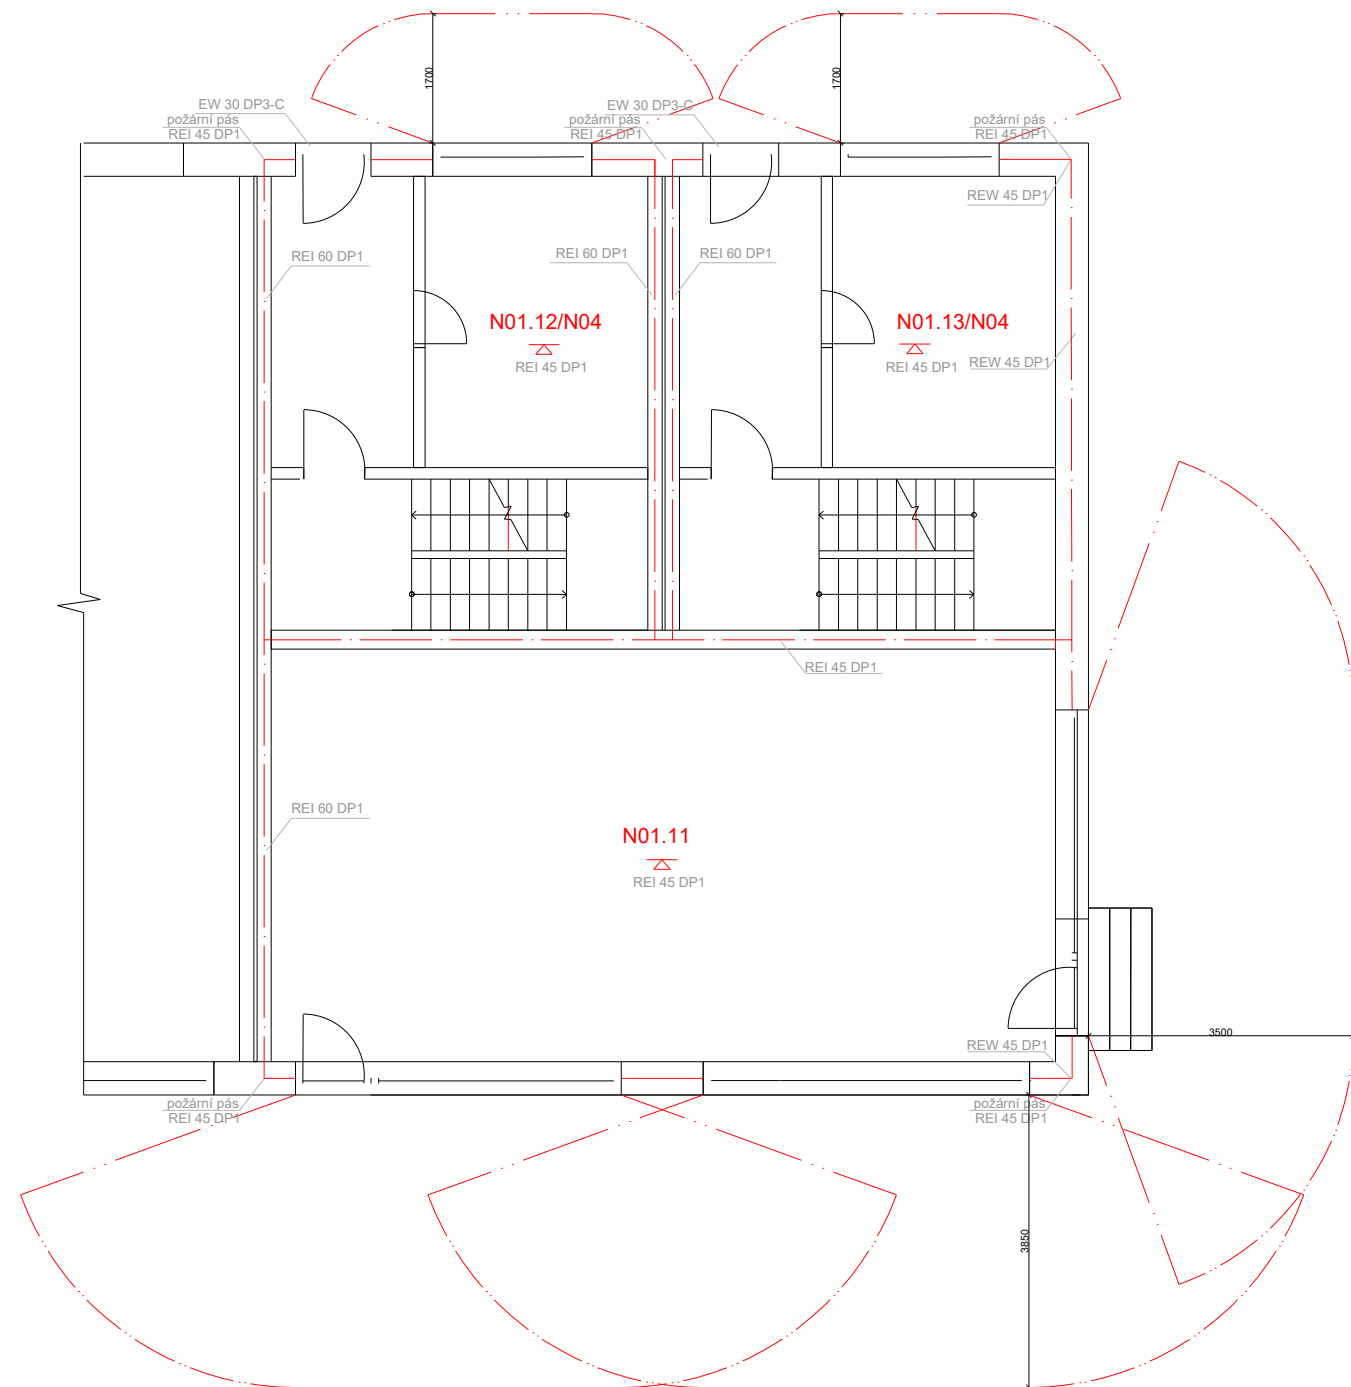 1700
1700
EW 30 DP3-C
EW 30 DP3-C
požární pás
REI 45 DP1
požární pás
REI 45 DP1
požární pás
REI 45 DP1
REW 45 DP1
REI 60 DP1
REI 60 DP1
REI 60 DP1
N01.12/N04
REI 45 DP1
N01.13/N04
REI 45 DP1
REW 45 DP1
REI 45 DP1
REI 60 DP1
N01.11
REI 45 DP1
3500
REW 45 DP1
požární pás
REI 45 DP1
požární pás
REI 45 DP1
3850